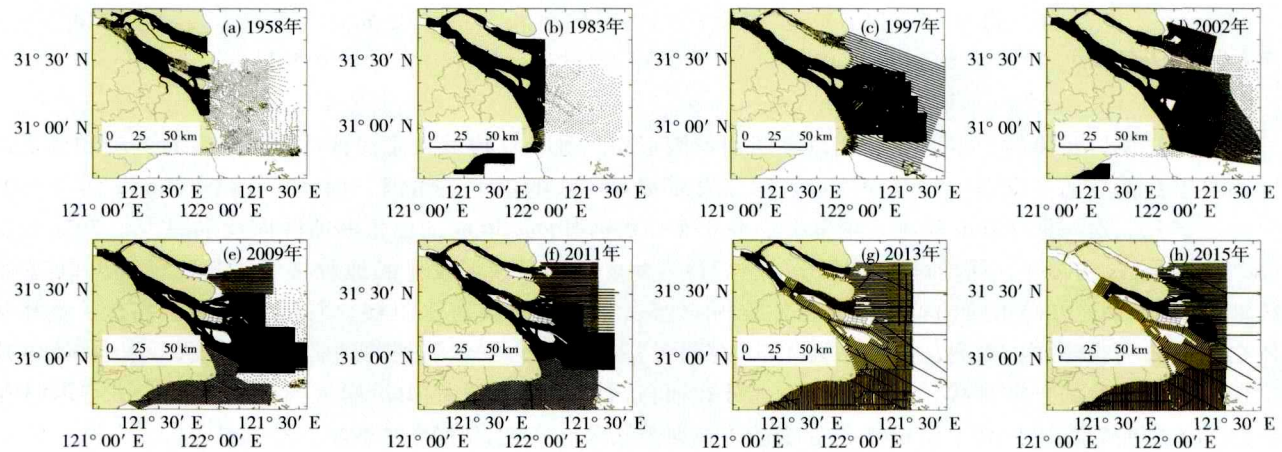 (a) 1958年 (b) 1983年 (c) 1997年 (d) 2002年
31° 30′ N 31° 30′ N 31° 30′ N 31° 30′ N
31° 00′ N 31° 00′ N 31° 00′ N 31° 00′ N
0 25 50 km 0 25 50 km 0 25 50 km 0 25 50 km
121° 30′ E 121° 30′ E 121° 30′ E 121° 30′ E 121° 30′ E 121° 30′ E 121° 30′ E 121° 30′ E
121° 00′ E 122° 00′ E 121° 00′ E 122° 00′ E 121° 00′ E 122° 00′ E 121° 00′ E 122° 00′ E
(e) 2009年 (f) 2011年 (g) 2013年 (h) 2015年
31° 30′ N 31° 30′ N 31° 30′ N 31° 30′ N
31° 00′ N 31° 00′ N 31° 00′ N 31° 00′ N
0 25 50 km 0 25 50 km 0 25 50 km 0 25 50 km
121° 30′ E 121° 30′ E 121° 30′ E 121° 30′ E 121° 30′ E 121° 30′ E 121° 30′ E 121° 30′ E
121° 00′ E 122° 00′ E 121° 00′ E 122° 00′ E 121° 00′ E 122° 00′ E 121° 00′ E 122° 00′ E